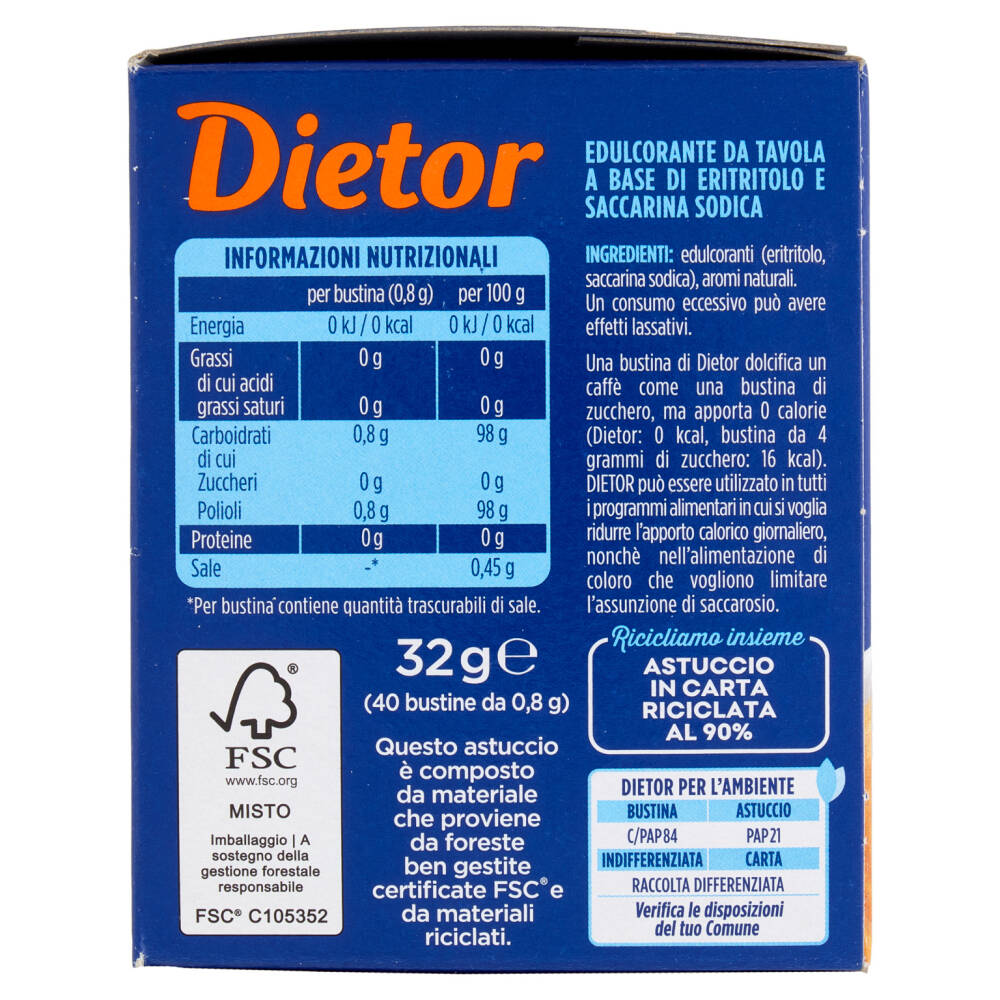 Dietor
EDULCORANTE DA TAVOLA
A BASE DI ERITRITOLO E
SACCARINA SODICA
INFORMAZIONI NUTRIZIONALI
per bustina (0,8 g) per 100 g
Energia 0 kJ / 0 kcal 0 kJ / 0 kcal
Grassi 0 g 0 g
di cui acidi
grassi saturi 0 g 0 g
Carboidrati 0,8 g 98 g
di cui
Zuccheri 0 g 0 g
Polioli 0,8 g 98 g
Proteine 0 g 0 g
Sale -* 0,45 g
*Per bustina contiene quantità trascurabili di sale.
INGREDIENTI: edulcoranti (eritritolo,
saccarina sodica), aromi naturali.
Un consumo eccessivo può avere
effetti lassativi.
Una bustina di Dietor dolcifica un
caffè come una bustina di
zucchero, ma apporta 0 calorie
(Dietor: 0 kcal, bustina da 4
grammi di zucchero: 16 kcal).
DIETOR può essere utilizzato in tutti
i programmi alimentari in cui si voglia
ridurre l'apporto calorico giornaliero,
nonchè nell'alimentazione di
coloro che vogliono limitare
l'assunzione di saccarosio.
®
FSC
www.fsc.org
MISTO
Imballaggio | A
sostegno della
gestione forestale
responsabile
FSC® C105352
32 g e
(40 bustine da 0,8 g)
Questo astuccio
è composto
da materiale
che proviene
da foreste
ben gestite
certificate FSC® e
da materiali
riciclati.
Ricicliamo insieme
ASTUCCIO
IN CARTA
RICICLATA
AL 90%
DIETOR PER L'AMBIENTE
BUSTINA ASTUCCIO
C/PAP 84 PAP 21
INDIFFERENZIATA CARTA
RACCOLTA DIFFERENZIATA
Verifica le disposizioni
del tuo Comune